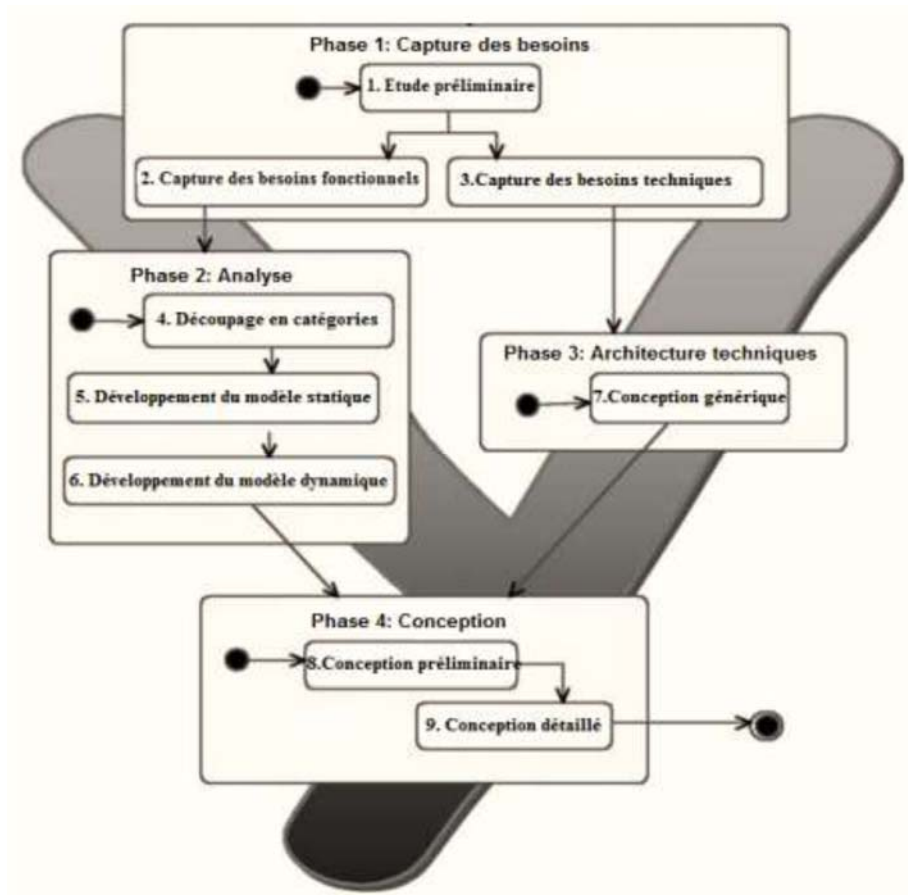 Phase 1: Capture des besoins
1. Etude préliminaire
2. Capture des besoins fonctionnels
3.Capture des besoins techniques
Phase 2: Analyse
4. Découpage en catégories
5. Développement du modèle statique
6. Développement du modèle dynamique
Phase 3: Architecture techniques
7.Conception générique
Phase 4: Conception
8.Conception préliminaire
9. Conception détaillé